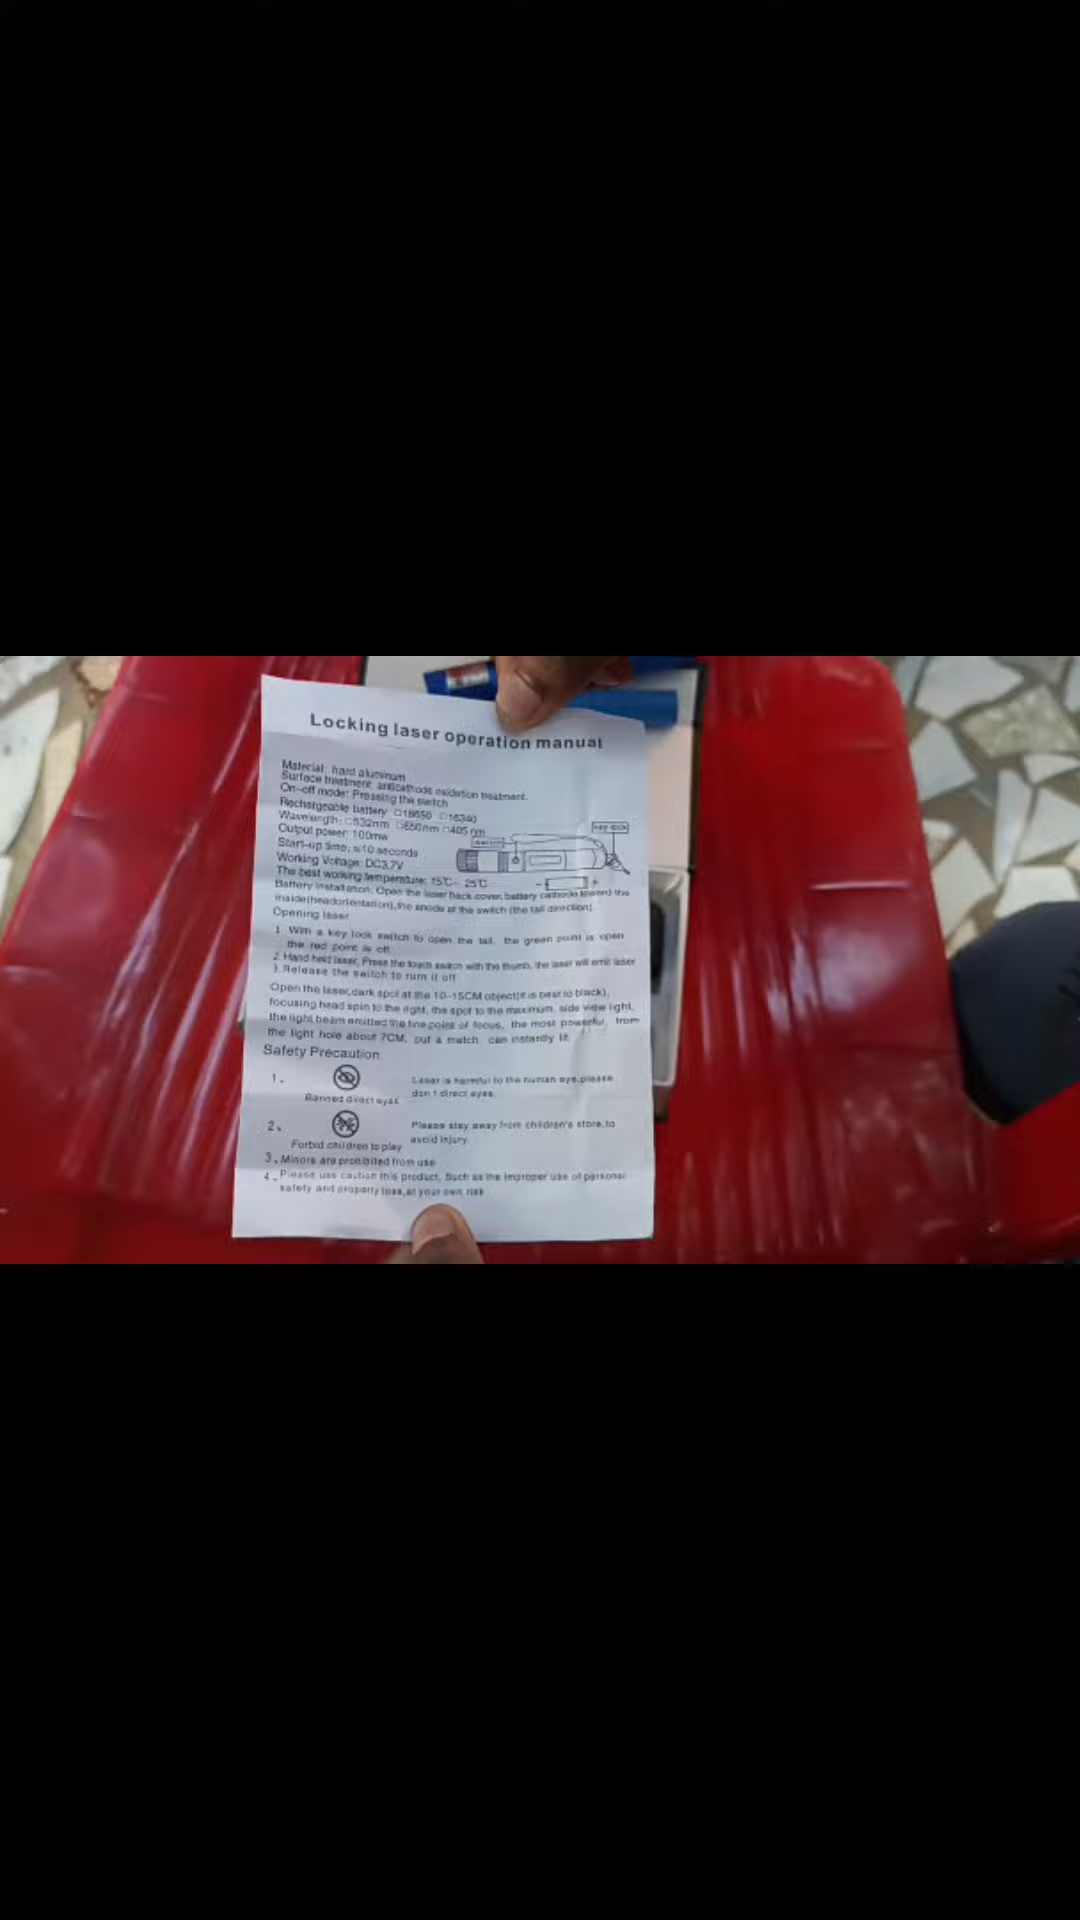 Locking laser operation manual
Material: hard aluminum
Surface treatment: anticathode oxidation treatment.
On-off mode: Pressing the switch
Rechargeable battery □18650 □16340
Wavelength: □532nm □650nm □405 nm
Output power: 100mw
Start-up time: ≤10 seconds
Working Voltage: DC3.7V
The best working temperature: 15℃- 25℃
key lock
- +
Battery installation: Open the laser back cover, battery cathode toward the
inside(headorientation),the anode at the switch (the tail direction)
Opening laser
1. With a key lock switch to open the tail, the green point is open
the red point is off.
2. Hand held laser, Press the touch switch with the thumb, the laser will emit laser
3. Release the switch to turn it off
Open the laser,dark spot at the 10-15CM object(it is best to black),
focusing head spin to the right, the spot to the maximum, side view light,
the light beam emitted the fine point of focus, the most powerful, from
the light hole about 7CM, put a match, can instantly lit.
Safety Precaution
1、
Banned direct eyes
Laser is harmful to the human eye,please
don't direct eyes.
2、
Forbid children to play
Please stay away from children's store,to
avoid injury.
3、Minors are prohibited from use
4、Please use caution this product, Such as the improper use of personal
safety and property loss,at your own risk